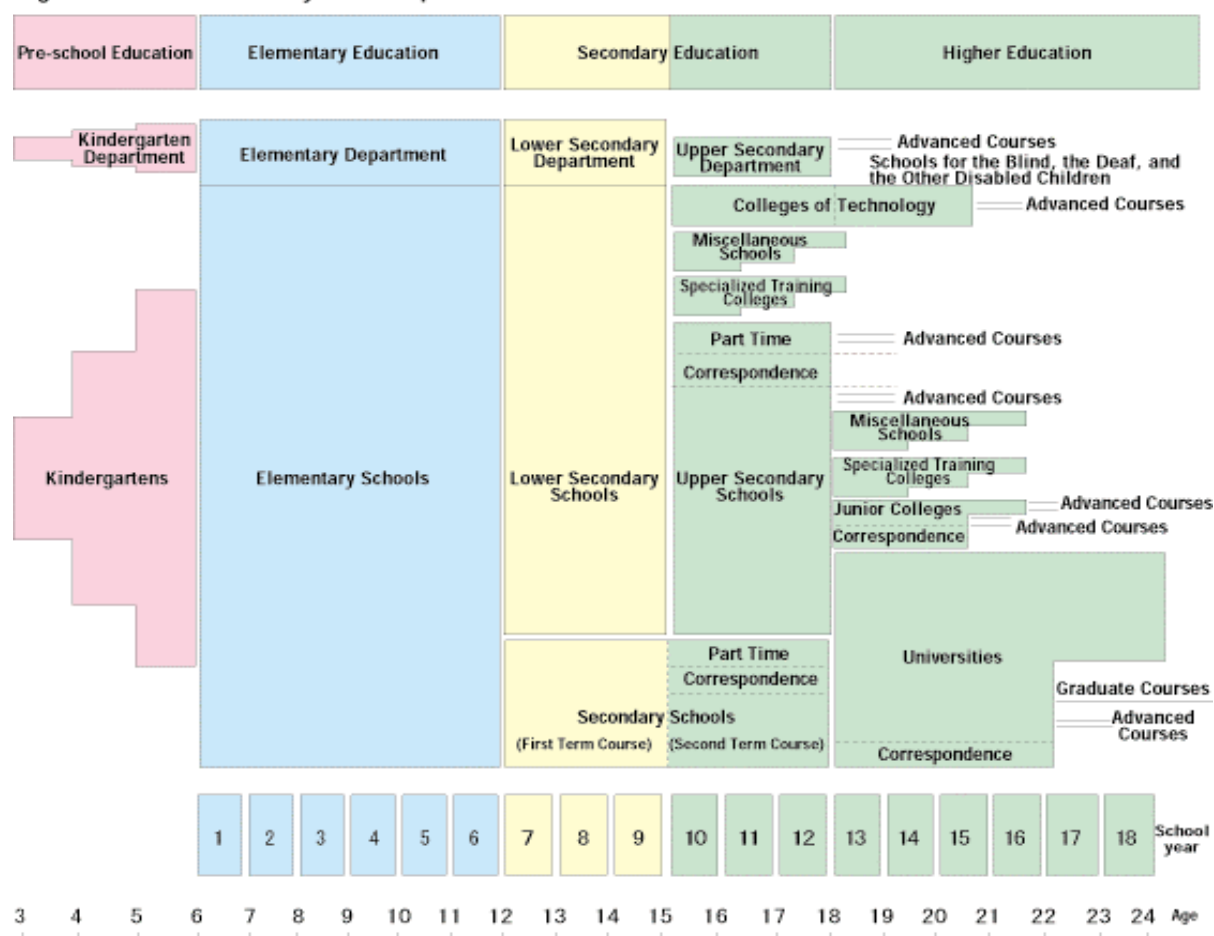 Pre-school Education
Elementary Education
Secondary Education
Higher Education
Kindergarten
Department
Elementary Department
Lower Secondary
Department
Upper Secondary
Department
Advanced Courses
Schools for the Blind, the Deaf, and
the Other Disabled Children
Colleges of Technology
Advanced Courses
Miscellaneous
Schools
Specialized Training
Colleges
Part Time
Advanced Courses
Correspondence
Advanced Courses
Miscellaneous
Schools
Kindergartens
Elementary Schools
Lower Secondary
Schools
Upper Secondary
Schools
Specialized Training
Colleges
Junior Colleges
Advanced Courses
Advanced Courses
Correspondence
Part Time
Correspondence
Secondary Schools
(First Term Course)
(Second Term Course)
Universities
Graduate Courses
Advanced
Courses
Correspondence
1 2 3 4 5 6 7 8 9 10 11 12 13 14 15 16 17 18 School
year
3 4 5 6 7 8 9 10 11 12 13 14 15 16 17 18 19 20 21 22 23 24 Age